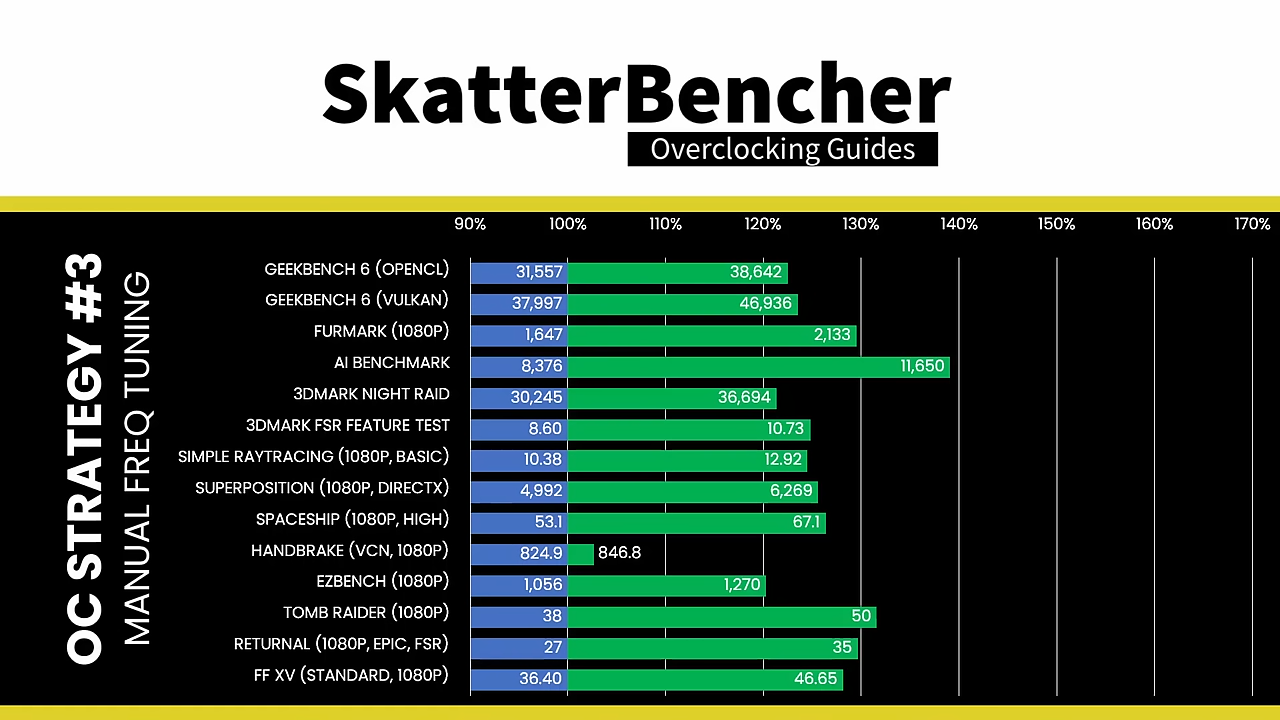 SkatterBencher
Overclocking Guides
90% 100% 110% 120% 130% 140% 150% 160% 170%
OC STRATEGY #3
MANUAL FREQ TUNING
GEEKBENCH 6 (OPENCL) 31,557 38,642
GEEKBENCH 6 (VULKAN) 37,997 46,936
FURMARK (1080P) 1,647 2,133
AI BENCHMARK 8,376 11,650
3DMARK NIGHT RAID 30,245 36,694
3DMARK FSR FEATURE TEST 8.60 10.73
SIMPLE RAYTRACING (1080P, BASIC) 10.38 12.92
SUPERPOSITION (1080P, DIRECTX) 4,992 6,269
SPACESHIP (1080P, HIGH) 53.1 67.1
HANDBRAKE (VCN, 1080P) 824.9 846.8
EZBENCH (1080P) 1,056 1,270
TOMB RAIDER (1080P) 38 50
RETURNAL (1080P, EPIC, FSR) 27 35
FF XV (STANDARD, 1080P) 36.40 46.65